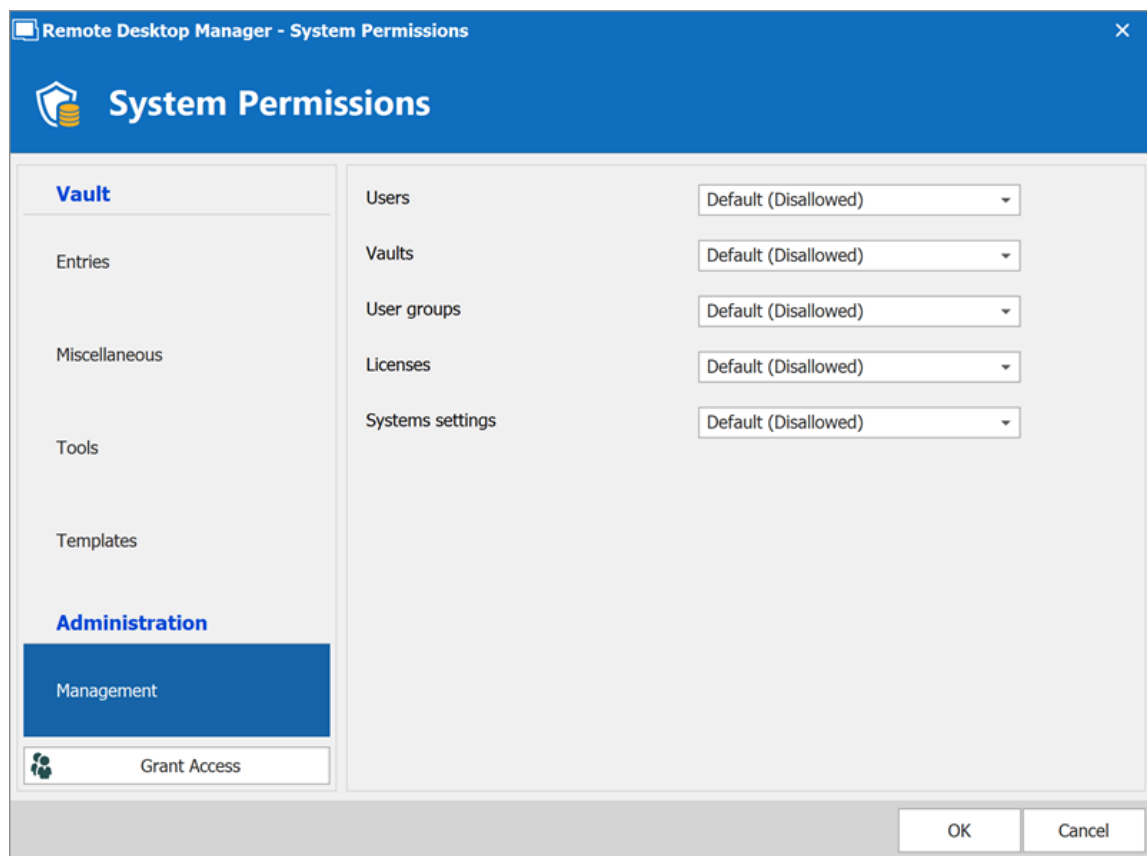 Remote Desktop Manager - System Permissions
System Permissions
Vault
Entries
Miscellaneous
Tools
Templates
Administration
Management
Grant Access
Users Default (Disallowed)
Vaults Default (Disallowed)
User groups Default (Disallowed)
Licenses Default (Disallowed)
Systems settings Default (Disallowed)
OK Cancel